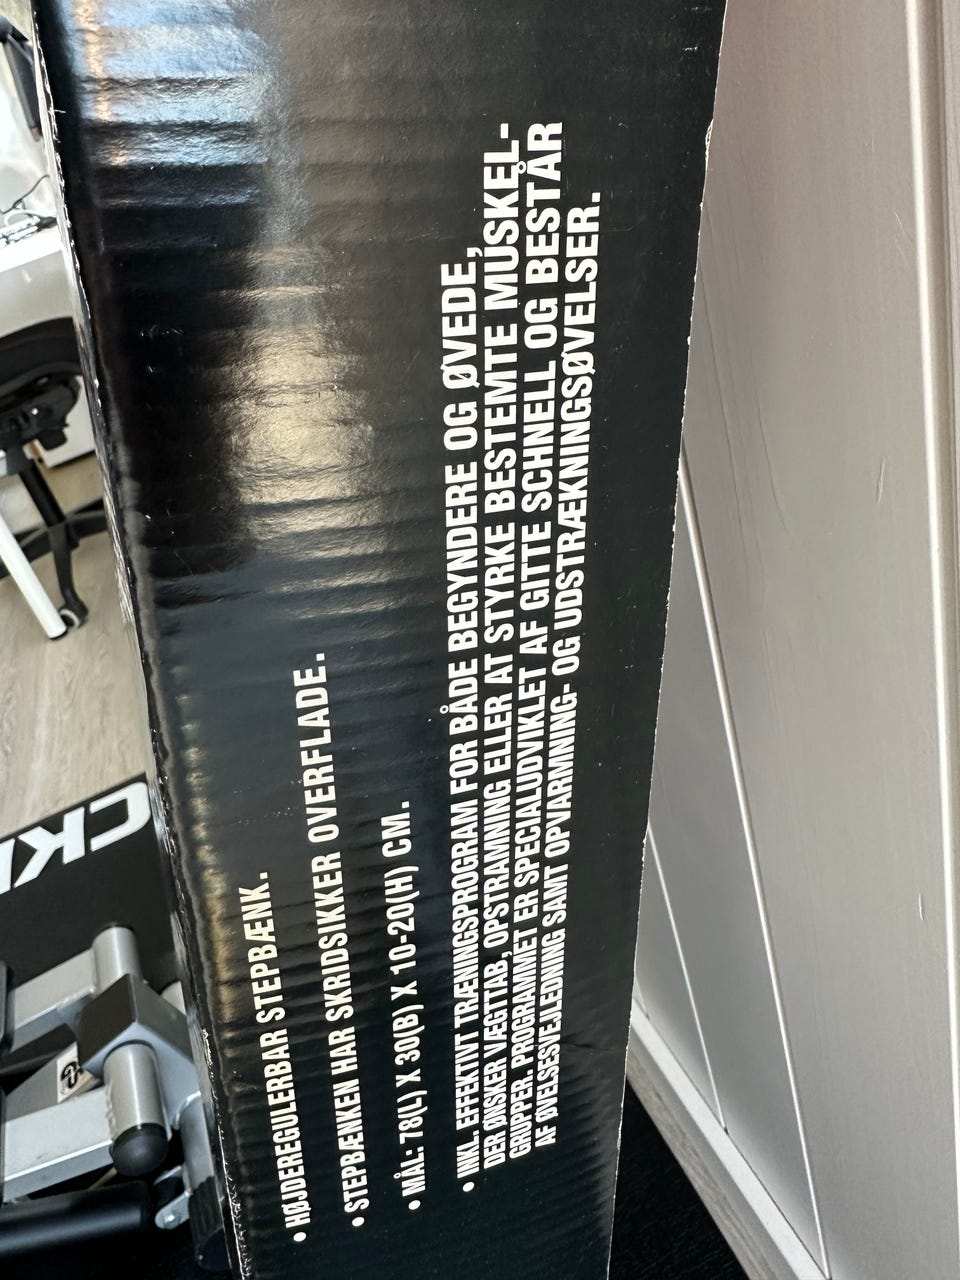 • HØJDEREGULERBAR STEPBÆNK.
• STEPBÆNKEN HAR SKRIDSIKKER OVERFLADE.
• MÅL: 78(L) X 30(B) X 10-20(H) CM.
• INKL. EFFEKTIVT TRÆNINGSPROGRAM FOR BÅDE BEGYNDERE OG ØVEDE,
DER ØNSKER VÆGTTAB, OPSTRAMNING ELLER AT STYRKE BESTEMTE MUSKEL-
GRUPPER. PROGRAMMET ER SPECIALUDVIKLET AF GITTE SCHNELL OG BESTÅR
AF ØVELSESVEJLEDNING SAMT OPVARMNING- OG UDSTRÆKNINGSØVELSER.